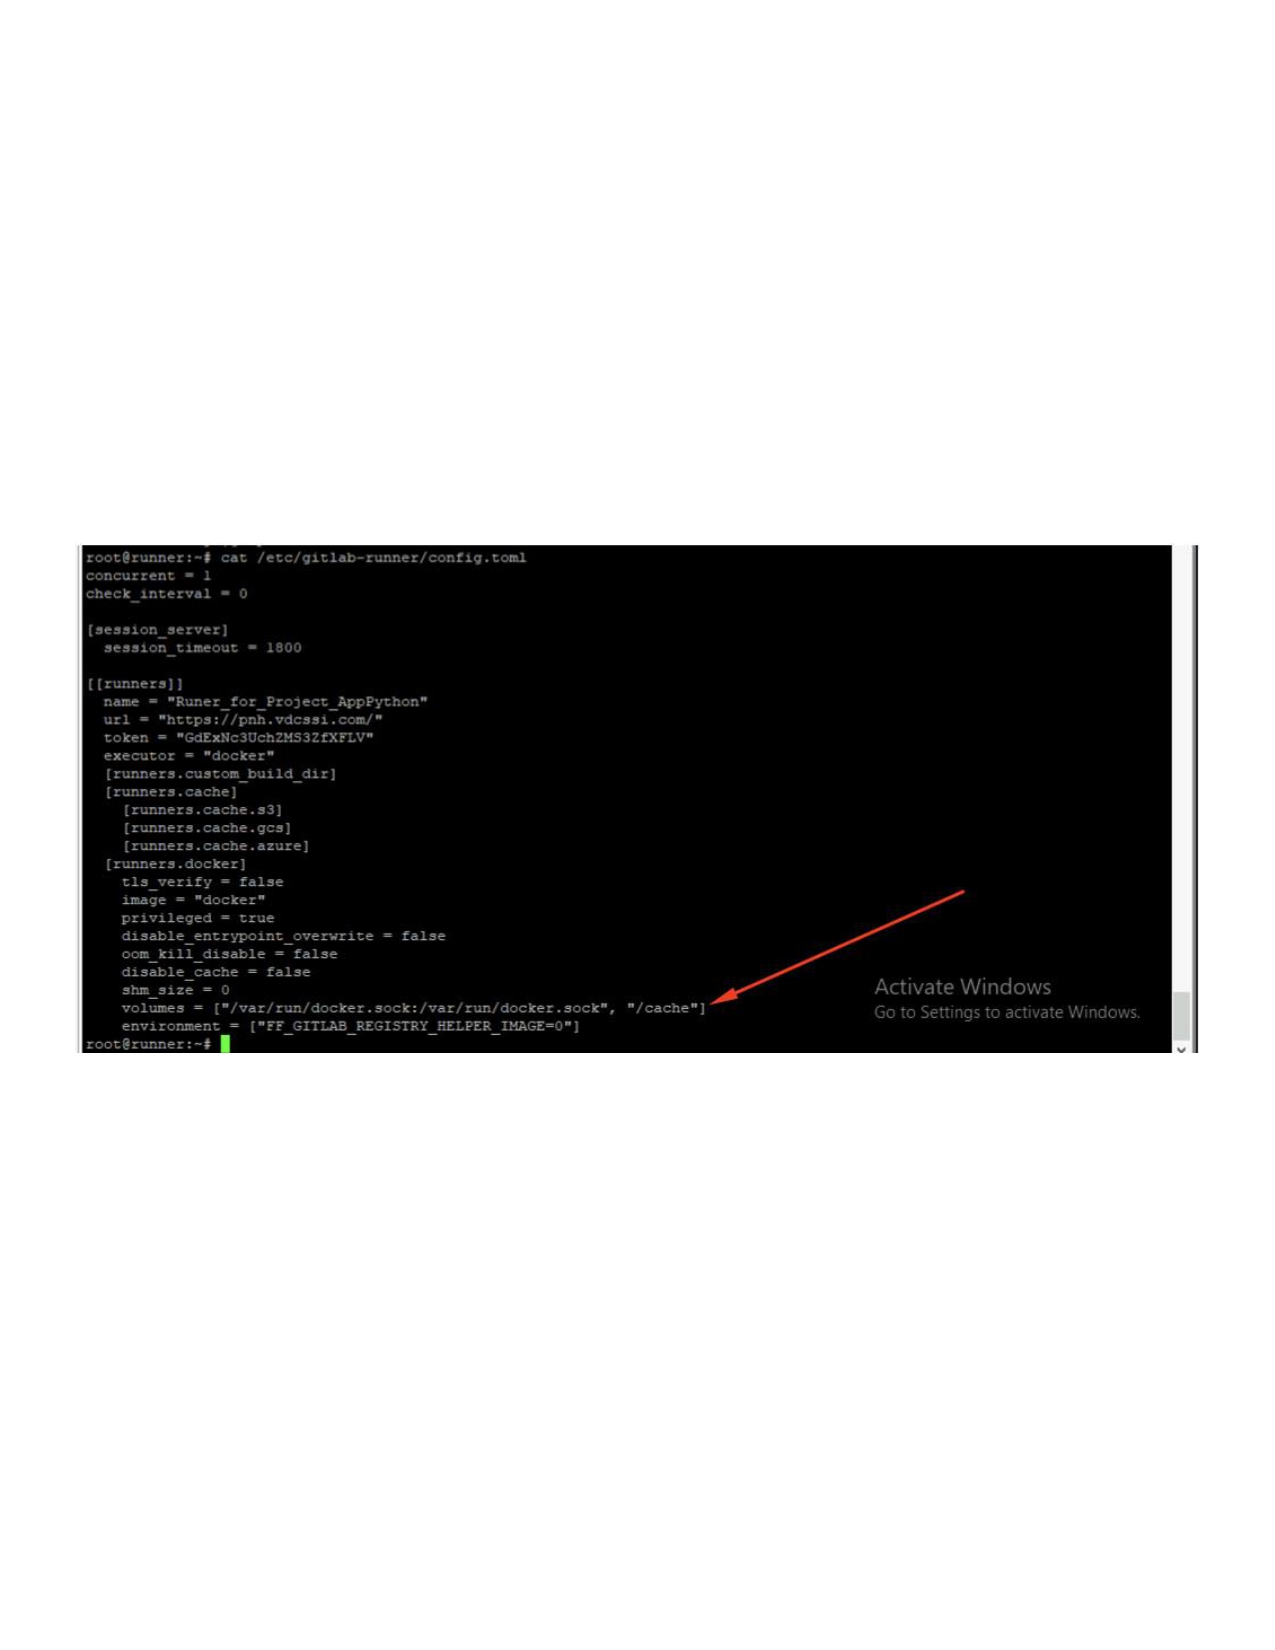 root@runner:~# cat /etc/gitlab-runner/config.toml
concurrent = 1
check_interval = 0
[session_server]
session_timeout = 1800
[[runners]]
name = "Runer_for_Project_AppPython"
url = "https://pnh.vdcssi.com/"
token = "GdExNc3UchZMS3ZfXFLV"
executor = "docker"
[runners.custom_build_dir]
[runners.cache]
[runners.cache.s3]
[runners.cache.gcs]
[runners.cache.azure]
[runners.docker]
tls_verify = false
image = "docker"
privileged = true
disable_entrypoint_overwrite = false
oom_kill_disable = false
disable_cache = false
shm_size = 0
volumes = ["/var/run/docker.sock:/var/run/docker.sock", "/cache"]
environment = ["FF_GITLAB_REGISTRY_HELPER_IMAGE=0"]
root@runner:~#
Activate Windows
Go to Settings to activate Windows.